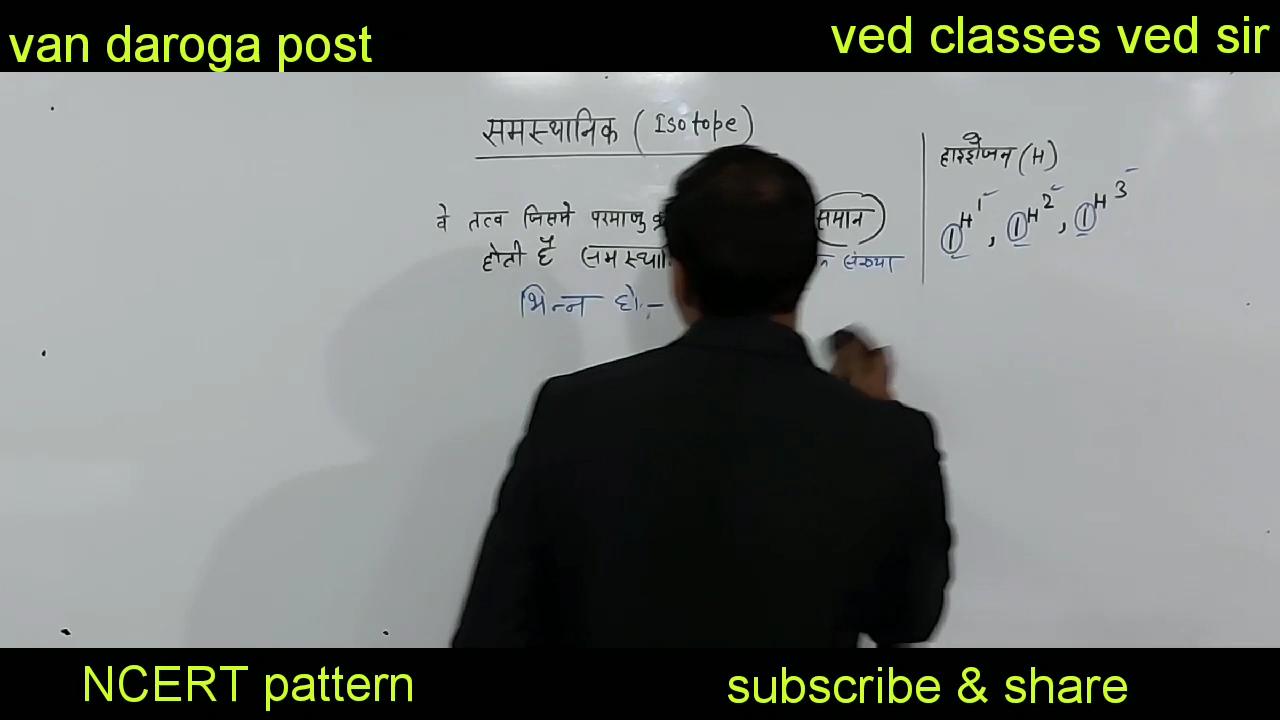 van daroga post
ved classes ved sir
समस्थानिक (Isotope)
वे तत्व जिसमे परमाणु समान
होती है संख्या
भिन्न हो:-
हाइड्रोजन (H)
1H1, 1H2, 1H3
NCERT pattern
subscribe & share